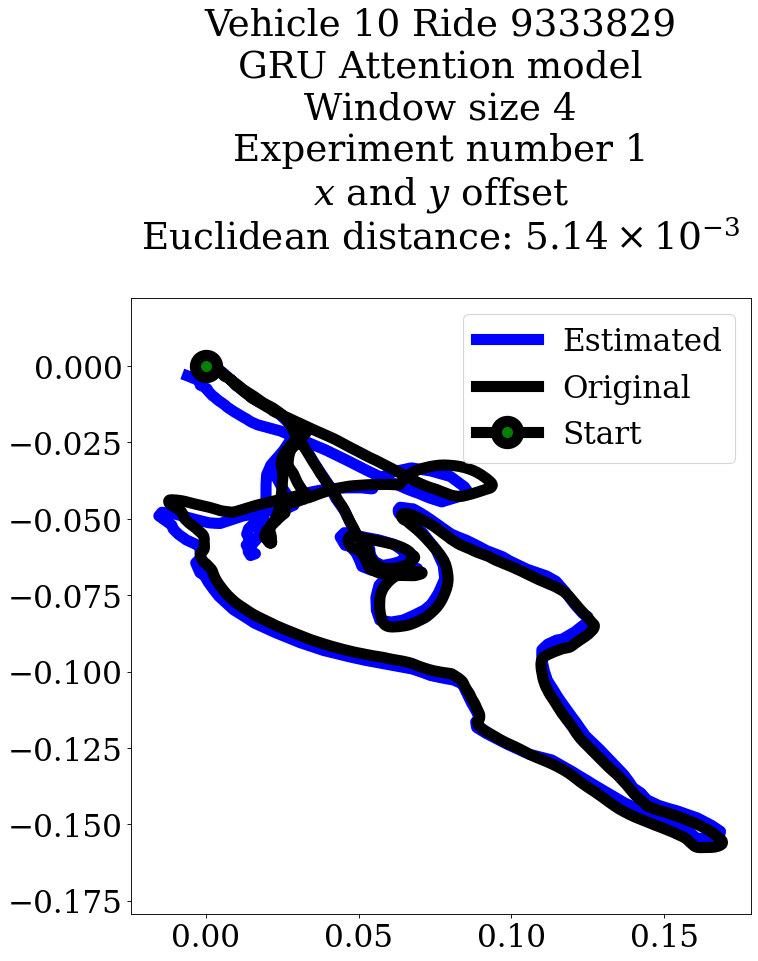 Vehicle 10 Ride 9333829
GRU Attention model
Window size 4
Experiment number 1
x and y offset
Euclidean distance: 5.14 × 10⁻³
Estimated
Original
Start
0.000
−0.025
−0.050
−0.075
−0.100
−0.125
−0.150
−0.175
0.00
0.05
0.10
0.15